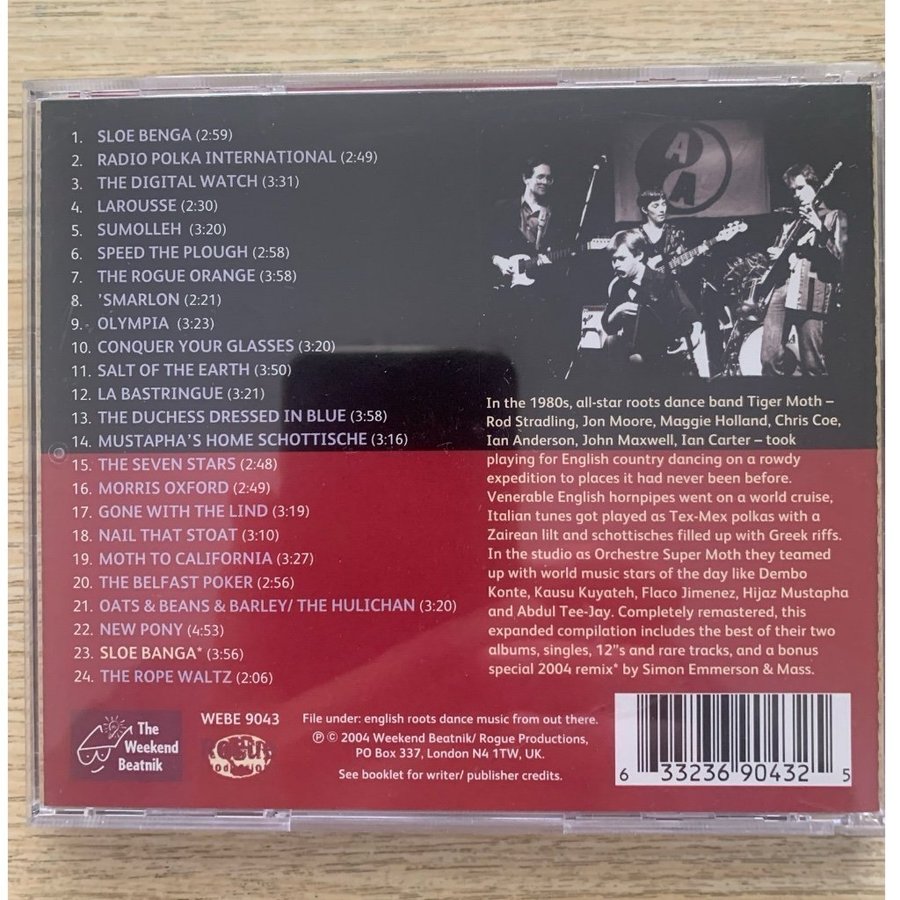 1. SLOE BENGA (2:59)
2. RADIO POLKA INTERNATIONAL (2:49)
3. THE DIGITAL WATCH (3:31)
4. LAROUSSE (2:30)
5. SUMOLLEH (3:20)
6. SPEED THE PLOUGH (2:58)
7. THE ROGUE ORANGE (3:58)
8. 'SMARLON (2:21)
9. OLYMPIA (3:23)
10. CONQUER YOUR GLASSES (3:20)
11. SALT OF THE EARTH (3:50)
12. LA BASTRINGUE (3:21)
13. THE DUCHESS DRESSED IN BLUE (3:58)
14. MUSTAPHA'S HOME SCHOTTISCHE (3:16)
15. THE SEVEN STARS (2:48)
16. MORRIS OXFORD (2:49)
17. GONE WITH THE LIND (3:19)
18. NAIL THAT STOAT (3:10)
19. MOTH TO CALIFORNIA (3:27)
20. THE BELFAST POKER (2:56)
21. OATS & BEANS & BARLEY/ THE HULICHAN (3:20)
22. NEW PONY (4:53)
23. SLOE BANGA* (3:56)
24. THE ROPE WALTZ (2:06)
A
A
In the 1980s, all-star roots dance band Tiger Moth –
Rod Stradling, Jon Moore, Maggie Holland, Chris Coe,
Ian Anderson, John Maxwell, Ian Carter – took
playing for English country dancing on a rowdy
expedition to places it had never been before.
Venerable English hornpipes went on a world cruise,
Italian tunes got played as Tex-Mex polkas with a
Zairean lilt and schottisches filled up with Greek riffs.
In the studio as Orchestre Super Moth they teamed
up with world music stars of the day like Dembo
Konte, Kausu Kuyateh, Flaco Jimenez, Hijaz Mustapha
and Abdul Tee-Jay. Completely remastered, this
expanded compilation includes the best of their two
albums, singles, 12"s and rare tracks, and a bonus
special 2004 remix* by Simon Emmerson & Mass.
The
Weekend
Beatnik
WEBE 9043
File under: english roots dance music from out there.
℗ © 2004 Weekend Beatnik/ Rogue Productions,
PO Box 337, London N4 1TW, UK.
See booklet for writer/ publisher credits.
6 33236 90432 5